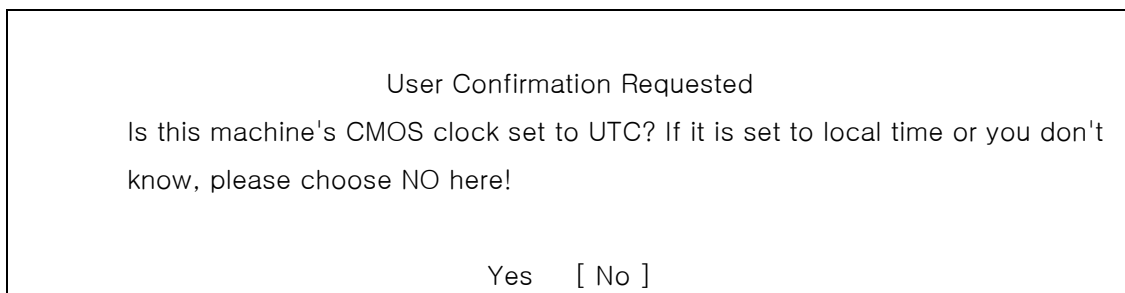 User Confirmation Requested
Is this machine's CMOS clock set to UTC? If it is set to local time or you don't
know, please choose NO here!
Yes [ No ]